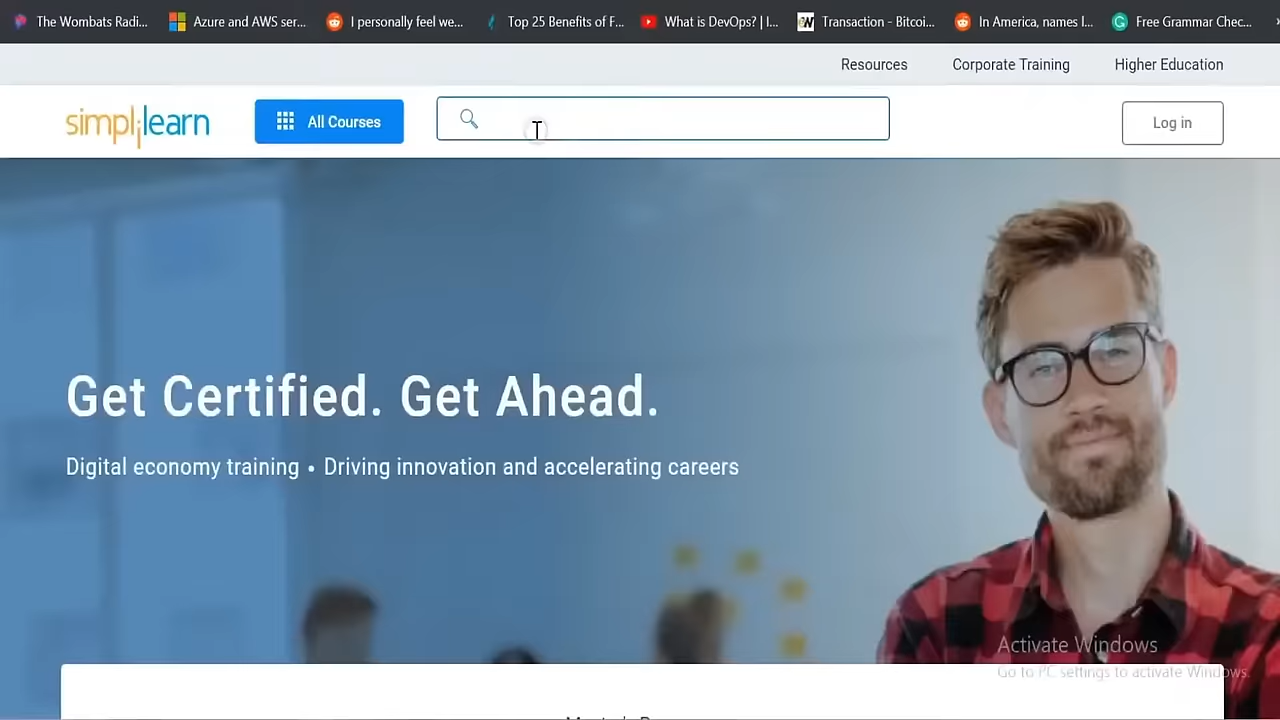 The Wombats Radi...
Azure and AWS ser...
I personally feel we...
Top 25 Benefits of F...
What is DevOps? | I...
Transaction - Bitcoi...
In America, names I...
Free Grammar Chec...
Resources
Corporate Training
Higher Education
simplilearn
All Courses
Log in
Get Certified. Get Ahead.
Digital economy training • Driving innovation and accelerating careers
Activate Windows
Go to PC settings to activate Windows.